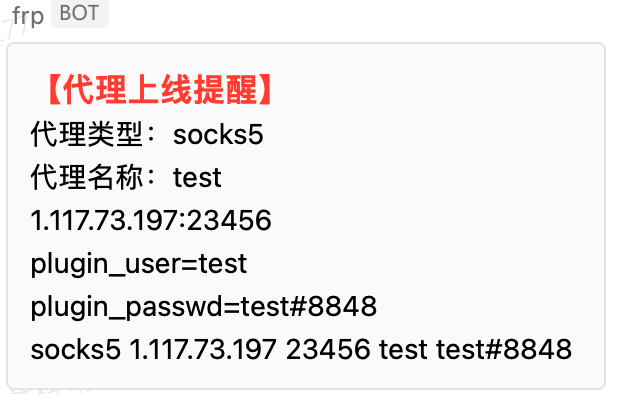 frp BOT
【代理上线提醒】
代理类型：socks5
代理名称：test
1.117.73.197:23456
plugin_user=test
plugin_passwd=test#8848
socks5 1.117.73.197 23456 test test#8848